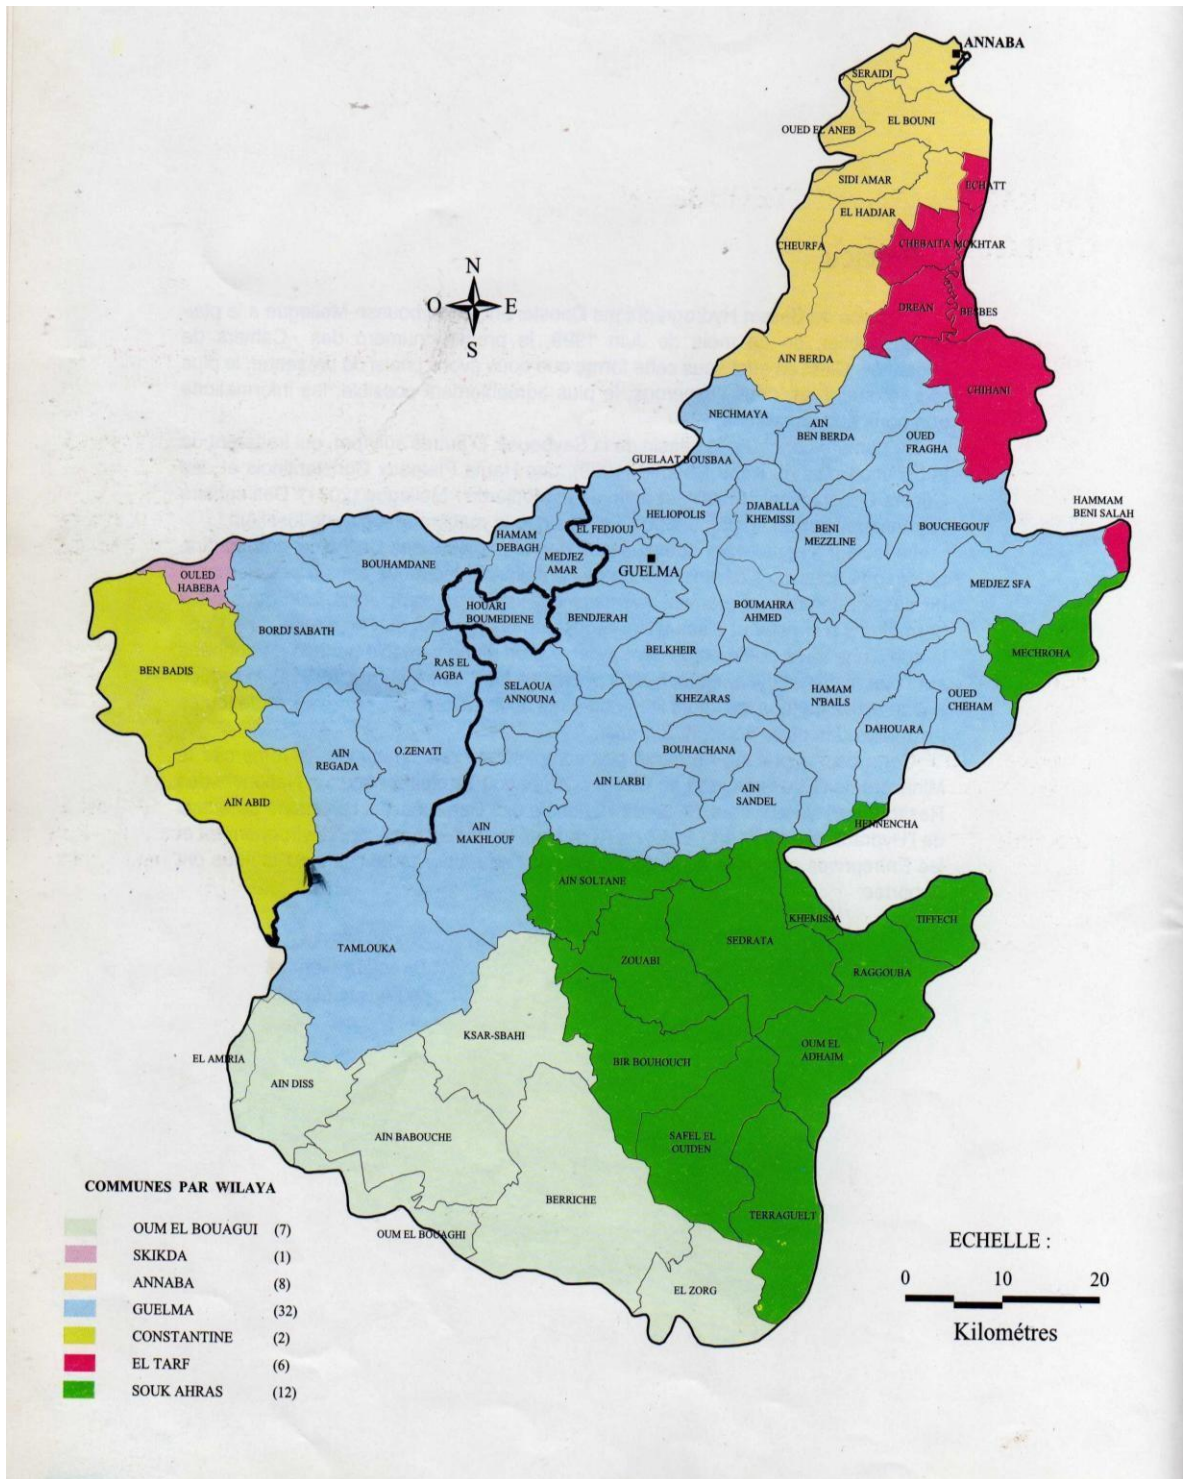 ANNABA
SERAIDI
EL BOUNI
OUED EL ANEB
SIDI AMAR
ECHATT
EL HADJAR
CHEURFA
CHEBAITA MOKHTAR
N
O
E
S
DREAN
BESBES
AIN BERDA
CHIHANI
NECHMAYA
AIN
BEN BERDA
OUED
FRAGHA
GUELAAT BOUSBAA
HAMMAM
BENI SALAH
HELIOPOLIS
DJABALLA
KHEMISSI
EL FEDJOUJ
BENI
MEZZLINE
BOUCHEGOUF
HAMAM
DEBAGH
MEDJEZ
AMAR
BOUHAMDANE
GUELMA
OULED
HABEBA
MEDJEZ SFA
HOUARI
BOUMEDIENE
BENDJERAH
BOUMAHRA
AHMED
BORDJ SABATH
BELKHEIR
MECHROHA
BEN BADIS
RAS EL
AGBA
SELAOUA
ANNOUNA
KHEZARAS
HAMAM
N'BAILS
OUED
CHEHAM
DAHOUARA
AIN
REGADA
O.ZENATI
BOUHACHANA
AIN LARBI
AIN
SANDEL
AIN ABID
AIN
MAKHLOUF
HENNENCHA
AIN SOLTANE
KHEMISSA
TIFFECH
TAMLOUKA
ZOUABI
SEDRATA
RAGGOUBA
KSAR-SBAHI
EL AMIRIA
AIN DISS
BIR BOUHOUCH
OUM EL
ADHAIM
AIN BABOUCHE
SAFEL EL
OUIDEN
BERRICHE
TERRAGUELT
OUM EL BOUAGHI
EL ZORG
COMMUNES PAR WILAYA
OUM EL BOUAGUI (7)
SKIKDA (1)
ANNABA (8)
GUELMA (32)
CONSTANTINE (2)
EL TARF (6)
SOUK AHRAS (12)
ECHELLE :
0 10 20
Kilométres